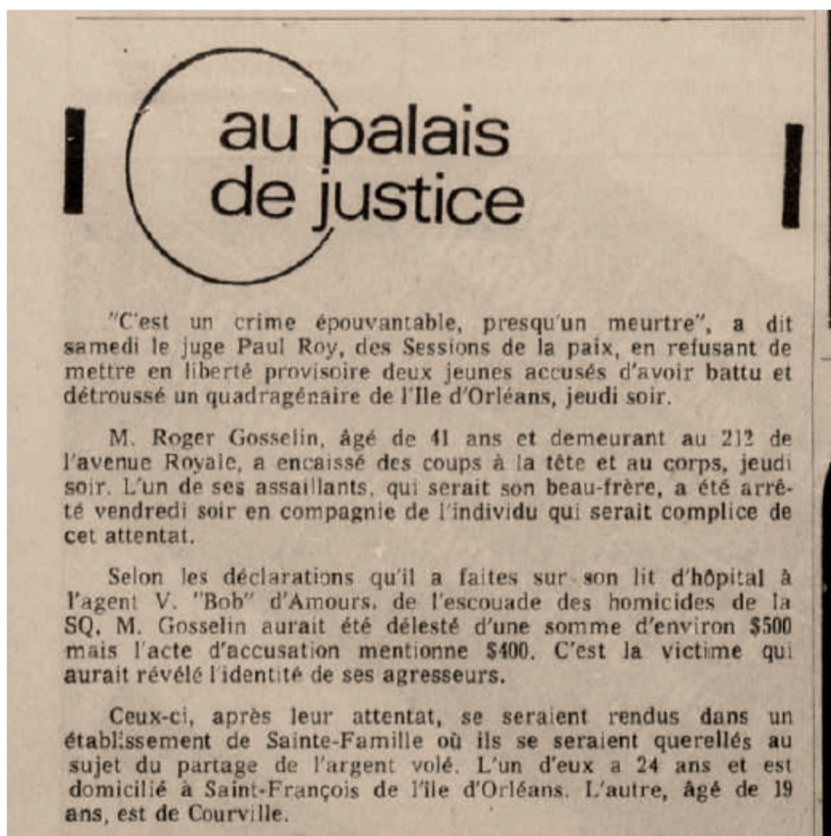 au palais
de justice
"C'est un crime épouvantable, presqu'un meurtre", a dit
samedi le juge Paul Roy, des Sessions de la paix, en refusant de
mettre en liberté provisoire deux jeunes accusés d'avoir battu et
détroussé un quadragénaire de l'Ile d'Orléans, jeudi soir.
M. Roger Gosselin, âgé de 41 ans et demeurant au 212 de
l'avenue Royale, a encaissé des coups à la tête et au corps, jeudi
soir. L'un de ses assaillants, qui serait son beau-frère, a été arrê-
té vendredi soir en compagnie de l'individu qui serait complice de
cet attentat.
Selon les déclarations qu'il a faites sur son lit d'hôpital à
l'agent V. "Bob" d'Amours, de l'escouade des homicides de la
SQ, M. Gosselin aurait été délesté d'une somme d'environ $500
mais l'acte d'accusation mentionne $400. C'est la victime qui
aurait révélé l'identité de ses agresseurs.
Ceux-ci, après leur attentat, se seraient rendus dans un
établissement de Sainte-Famille où ils se seraient querellés au
sujet du partage de l'argent volé. L'un d'eux a 24 ans et est
domicilié à Saint-François de l'île d'Orléans. L'autre, âgé de 19
ans, est de Courville.